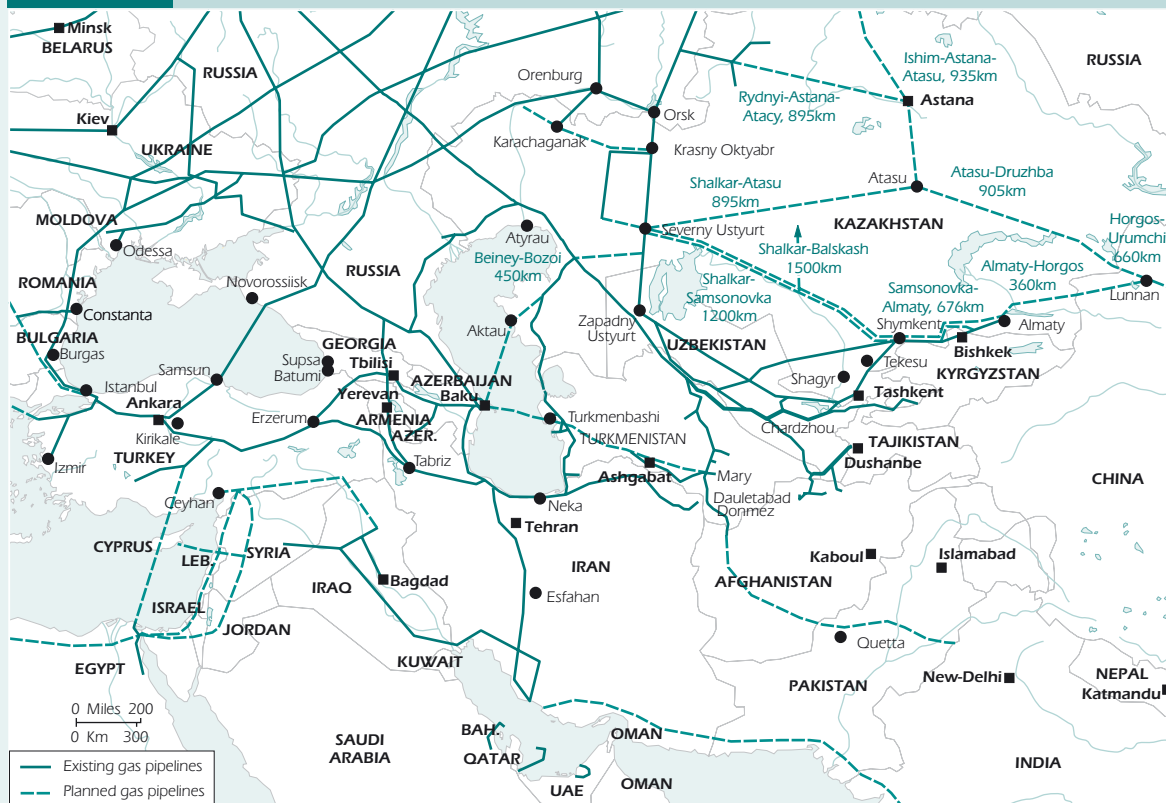 Minsk
BELARUS
RUSSIA
Kiev
UKRAINE
MOLDOVA
Odessa
ROMANIA
Constanta
BULGARIA
Burgas
Istanbul
Ankara
Kirikale
TURKEY
Izmir
Samsun
Novorossiisk
RUSSIA
GEORGIA
Supsa
Batumi
Tbilisi
Yerevan
ARMENIA
AZER.
AZERBAIJAN
Baku
Erzerum
Tabriz
Ceyhan
CYPRUS
LEB.
SYRIA
ISRAEL
JORDAN
EGYPT
IRAQ
Bagdad
KUWAIT
SAUDI
ARABIA
BAH.
QATAR
UAE
OMAN
OMAN
Orenburg
Orsk
Karachaganak
Krasny Oktyabr
Atyrau
Beiney-Bozoi
450km
Aktau
Severny Ustyurt
Zapadny
Ustyurt
UZBEKISTAN
Turkmenbashi
TURKMENISTAN
Ashgabat
Mary
Dauletabad
Donmez
Neka
Tehran
IRAN
Esfahan
Rydnyi-Astana-
Atacy, 895km
Ishim-Astana-
Atasu, 935km
RUSSIA
Astana
Atasu
Shalkar-Atasu
895km
Atasu-Druzhba
905km
KAZAKHSTAN
Shalkar-Balskash
1500km
Shalkar-
Samsonovka
1200km
Samsonovka-
Almaty, 676km
Almaty-Horgos
360km
Horgos-
Urumchi
660km
Lunnan
Shymkent
Almaty
Bishkek
KYRGYZSTAN
Tekesu
Shagyr
Tashkent
Chardzhou
TAJIKISTAN
Dushanbe
CHINA
Kaboul
Islamabad
AFGHANISTAN
Quetta
PAKISTAN
New-Delhi
NEPAL
Katmandu
INDIA
0 Miles 200
0 Km 300
Existing gas pipelines
Planned gas pipelines